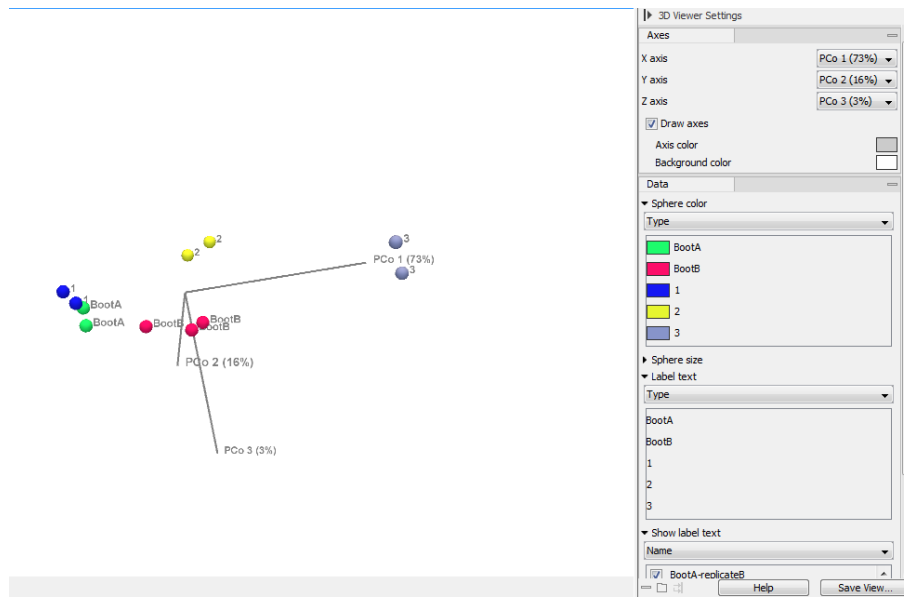 3D Viewer Settings
Axes
X axis PCo 1 (73%)
Y axis PCo 2 (16%)
Z axis PCo 3 (3%)
Draw axes
Axis color
Background color
Data
Sphere color
Type
BootA
BootB
1
2
3
Sphere size
Label text
Type
BootA
BootB
1
2
3
Show label text
Name
BootA-replicateB
Help Save View...
2
2
3
PCo 1 (73%)
3
1
1
BootA
BootA
BootB
BootB
BootB
PCo 2 (16%)
PCo 3 (3%)